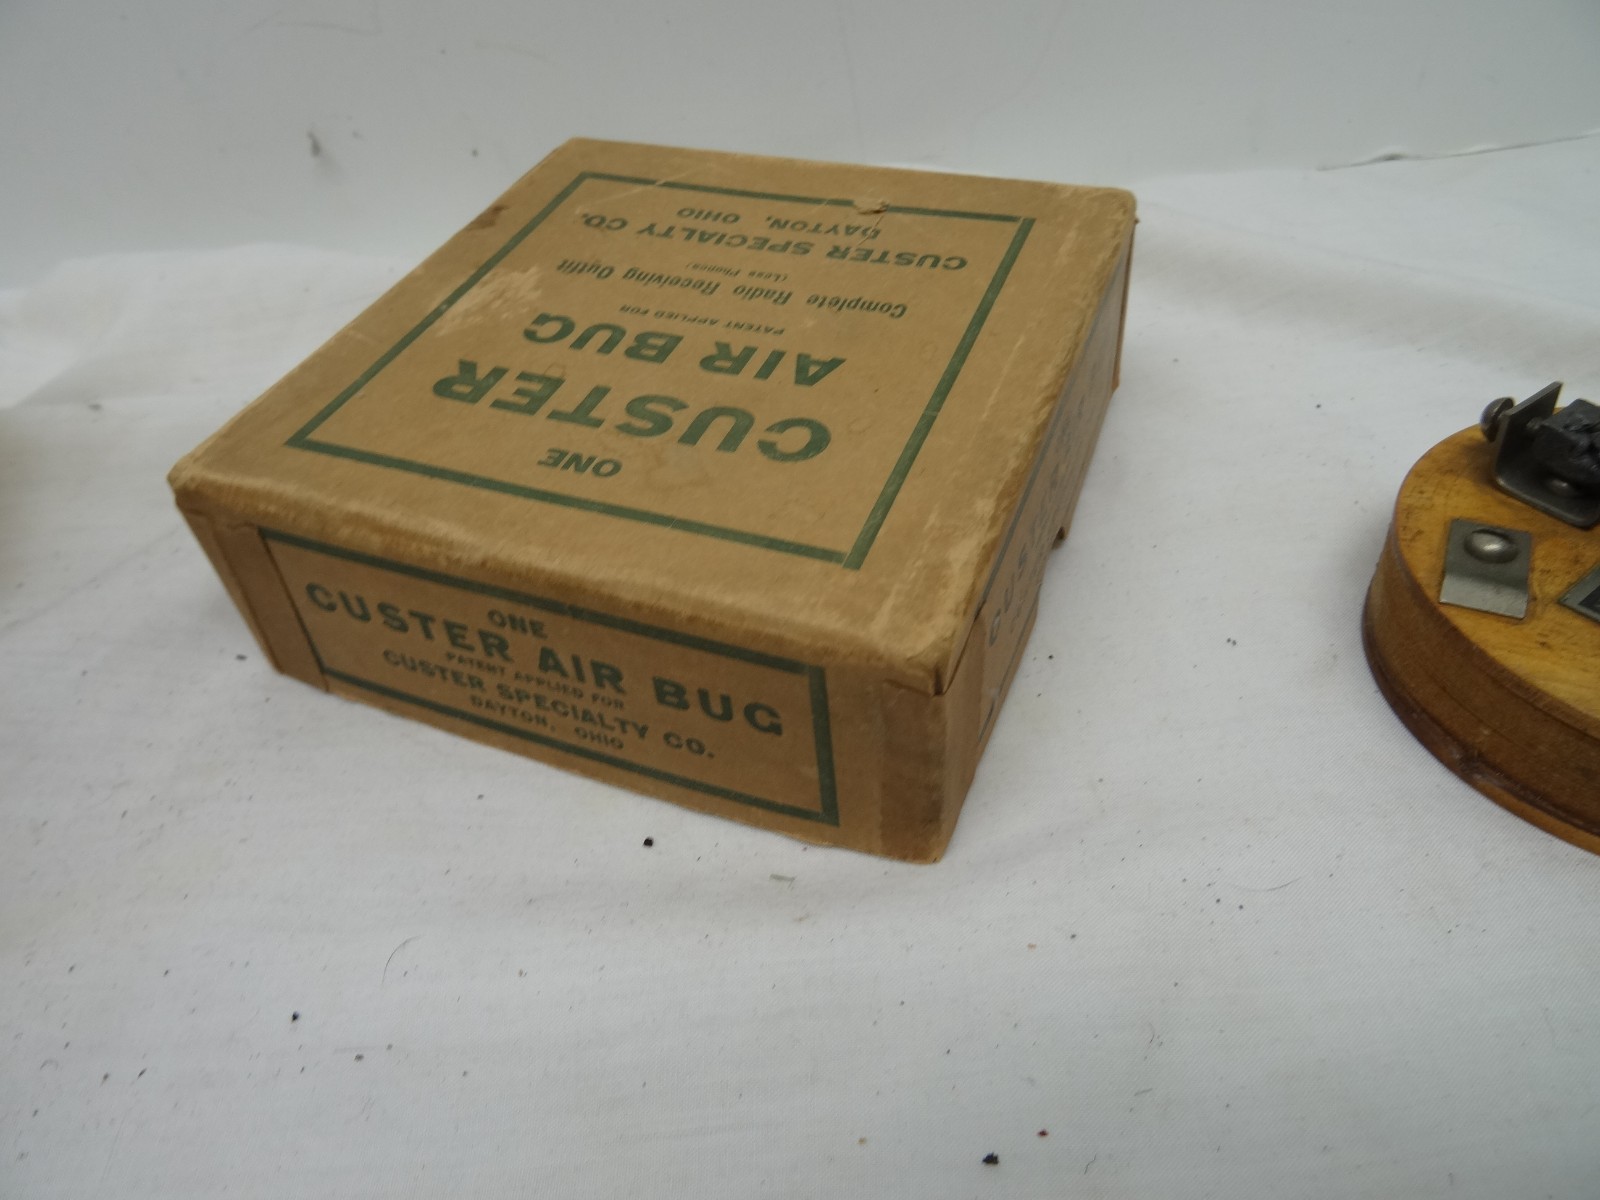 ONE
CUSTER
AIR BUG
PATENT APPLIED FOR
Complete Radio Receiving Outfit
(Less Phones)
CUSTER SPECIALTY CO.
DAYTON, OHIO
ONE
CUSTER AIR BUG
PATENT APPLIED FOR
CUSTER SPECIALTY CO.
DAYTON, OHIO